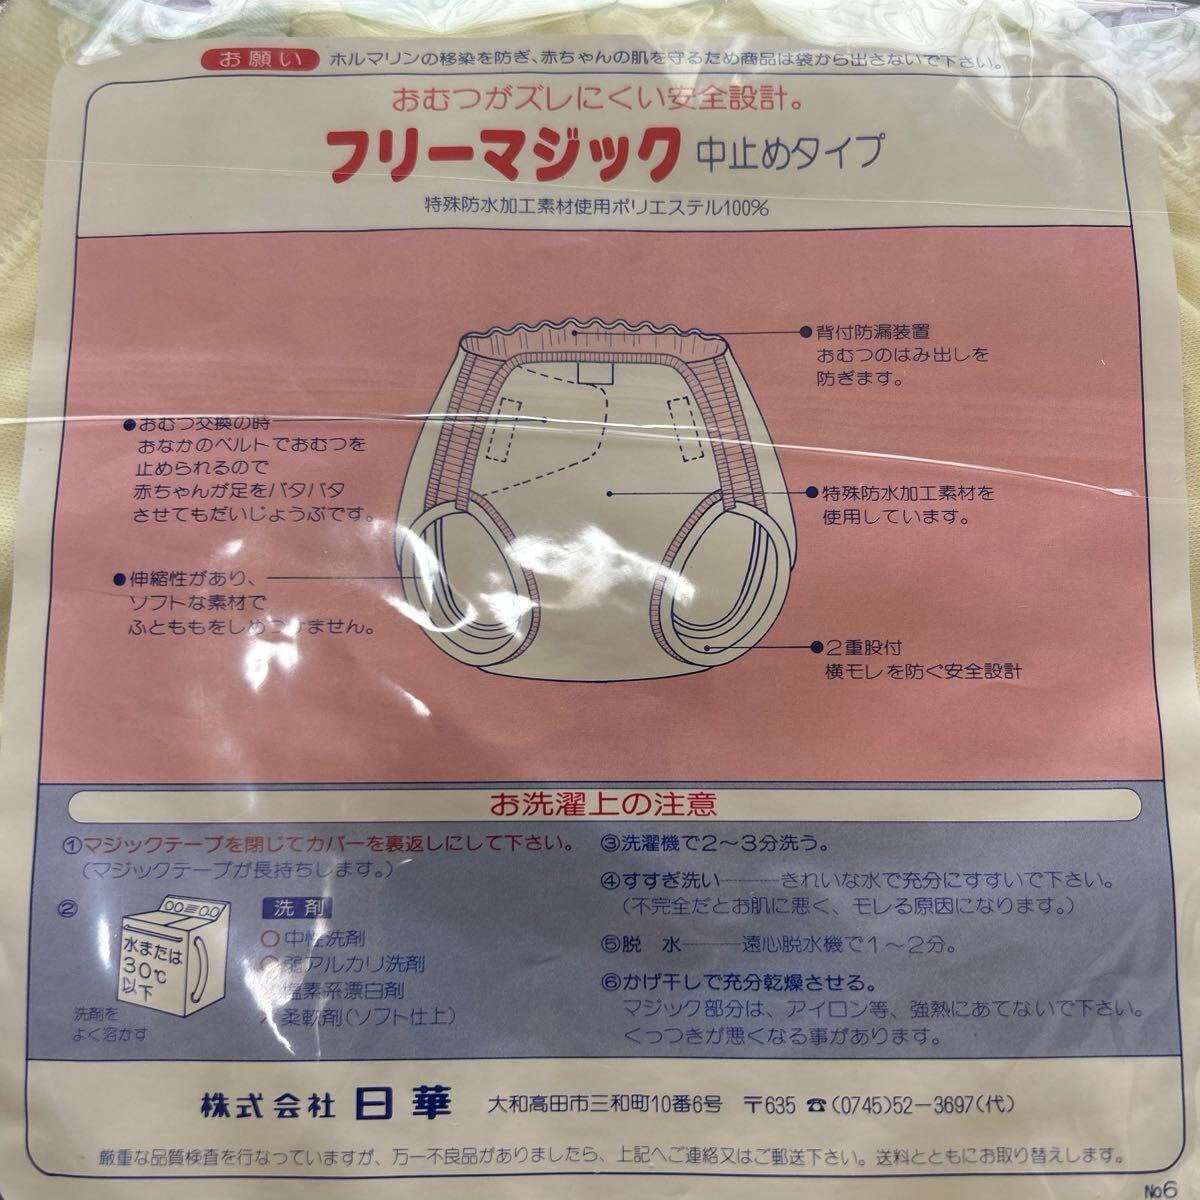 お願い ホルマリンの移染を防ぎ、赤ちゃんの肌を守るため商品は袋から出さないで下さい。
おむつがズレにくい安全設計。
フリーマジック 中止めタイプ
特殊防水加工素材使用ポリエステル100%
●背付防漏装置
おむつのはみ出しを
防ぎます。
●おむつ交換の時
おなかのベルトでおむつを
止められるので
赤ちゃんが足をバタバタ
させてもだいじょうぶです。
●特殊防水加工素材を
使用しています。
●伸縮性があり、
ソフトな素材で
ふとももをしめつけません。
●2重股付
横モレを防ぐ安全設計
お洗濯上の注意
①マジックテープを閉じてカバーを裏返しにして下さい。
(マジックテープが長持ちします。)
②
水または
30℃
以下
洗剤を
よく溶かす
洗剤
○中性洗剤
○弱アルカリ洗剤
塩素系漂白剤
柔軟剤(ソフト仕上)
③洗濯機で2〜3分洗う。
④すすぎ洗い――きれいな水で充分にすすいで下さい。
(不完全だとお肌に悪く、モレる原因になります。)
⑤脱 水――遠心脱水機で1〜2分。
⑥かげ干しで充分乾燥させる。
マジック部分は、アイロン等、強熱にあてないで下さい。
くっつきが悪くなる事があります。
株式会社 日華 大和高田市三和町10番6号 〒635 ☎(0745)52-3697(代)
厳重な品質検査を行なっていますが、万一不良品がありましたら、上記へご連絡又はご郵送下さい。送料とともにお取り替えします。
No6